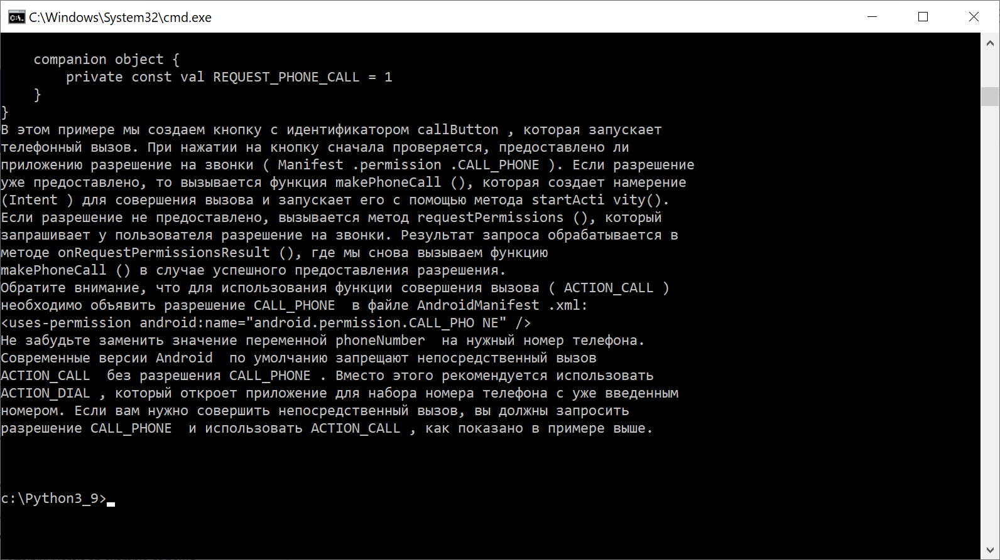 C:\Windows\System32\cmd.exe
companion object {
private const val REQUEST_PHONE_CALL = 1
}
}
В этом примере мы создаем кнопку с идентификатором callButton , которая запускает
телефонный вызов. При нажатии на кнопку сначала проверяется, предоставлено ли
приложению разрешение на звонки ( Manifest .permission .CALL_PHONE ). Если разрешение
уже предоставлено, то вызывается функция makePhoneCall (), которая создает намерение
(Intent ) для совершения вызова и запускает его с помощью метода startActi vity().
Если разрешение не предоставлено, вызывается метод requestPermissions (), который
запрашивает у пользователя разрешение на звонки. Результат запроса обрабатывается в
методе onRequestPermissionsResult (), где мы снова вызываем функцию
makePhoneCall () в случае успешного предоставления разрешения.
Обратите внимание, что для использования функции совершения вызова ( ACTION_CALL )
необходимо объявить разрешение CALL_PHONE  в файле AndroidManifest .xml:
<uses-permission android:name="android.permission.CALL_PHO NE" />
Не забудьте заменить значение переменной phoneNumber  на нужный номер телефона.
Современные версии Android  по умолчанию запрещают непосредственный вызов
ACTION_CALL  без разрешения CALL_PHONE . Вместо этого рекомендуется использовать
ACTION_DIAL , который откроет приложение для набора номера телефона с уже введенным
номером. Если вам нужно совершить непосредственный вызов, вы должны запросить
разрешение CALL_PHONE  и использовать ACTION_CALL , как показано в примере выше.
c:\Python3_9>